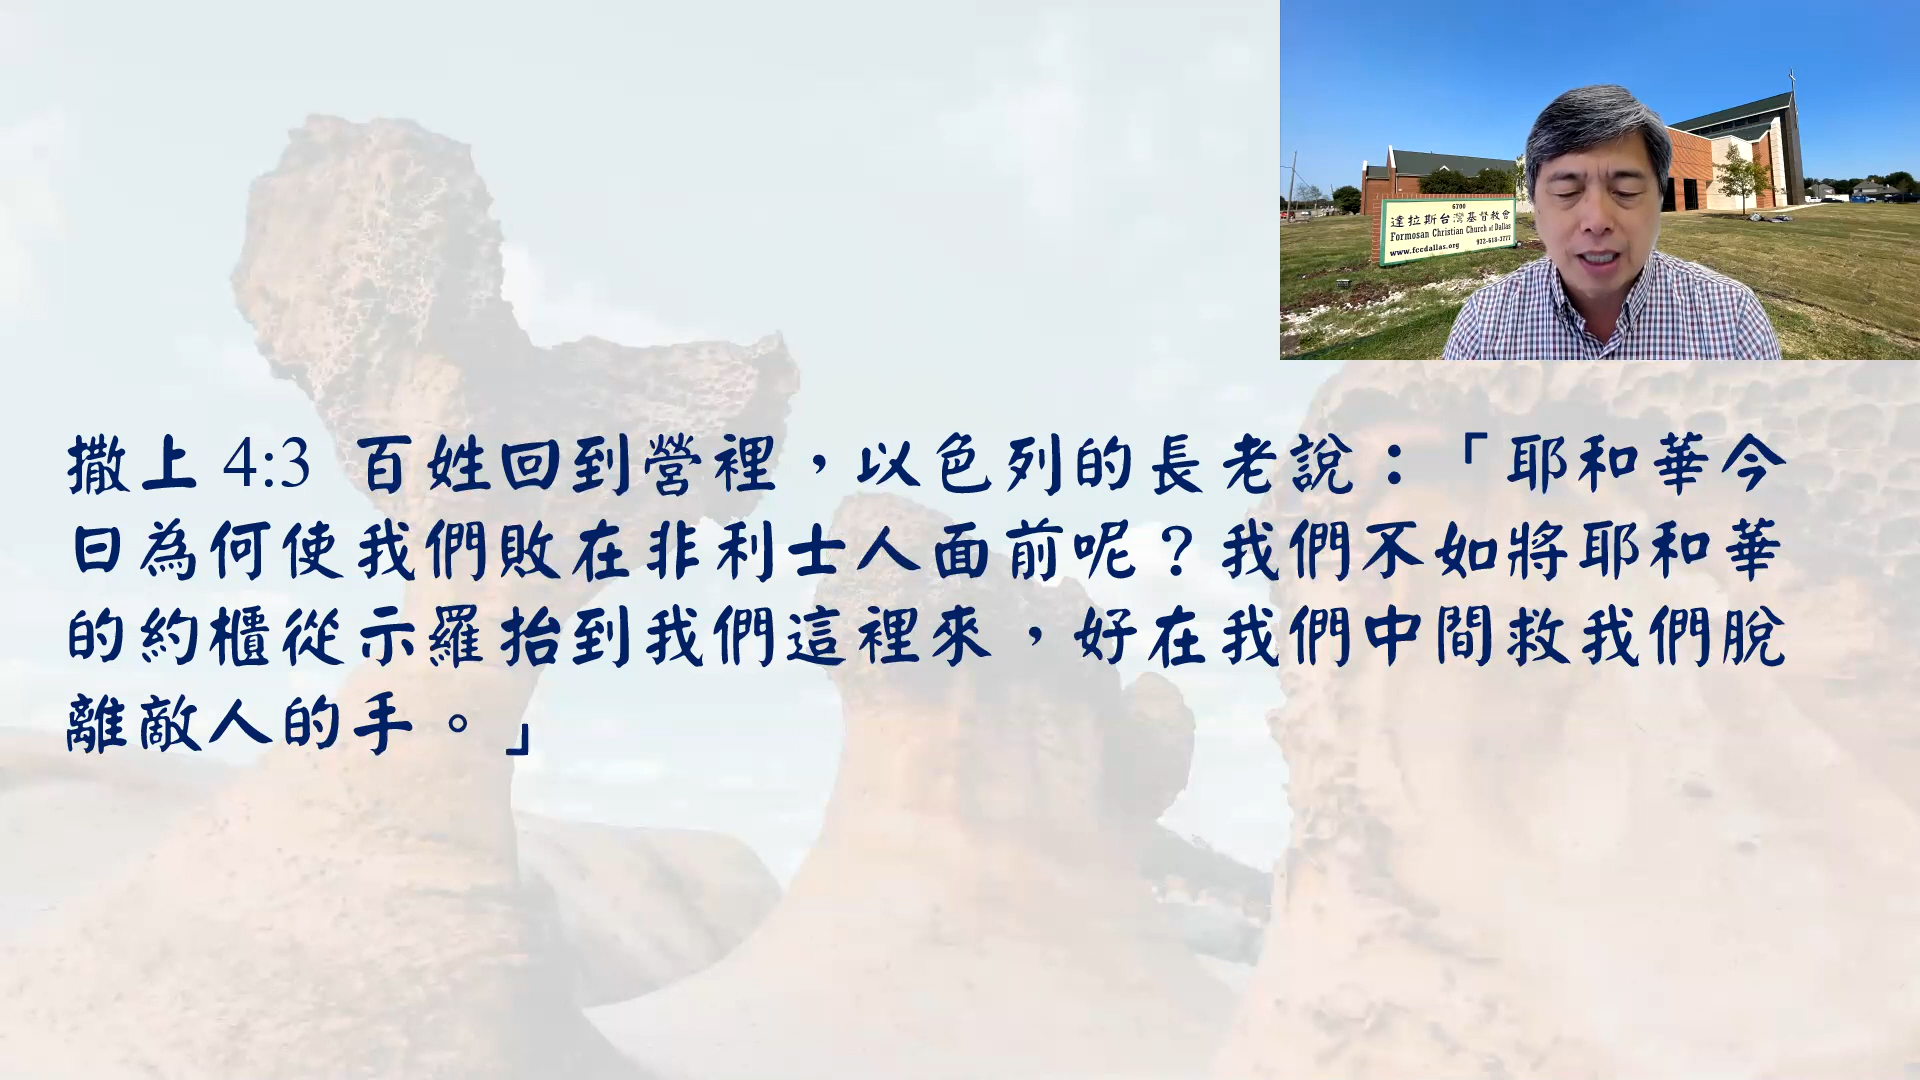 6700
達拉斯台灣基督教會
Formosan Christian Church of Dallas
www.fccdallas.org 972-618-3777
撒上 4:3 百姓回到營裡，以色列的長老說：「耶和華今
日為何使我們敗在非利士人面前呢？我們不如將耶和華
的約櫃從示羅抬到我們這裡來，好在我們中間救我們脫
離敵人的手。」